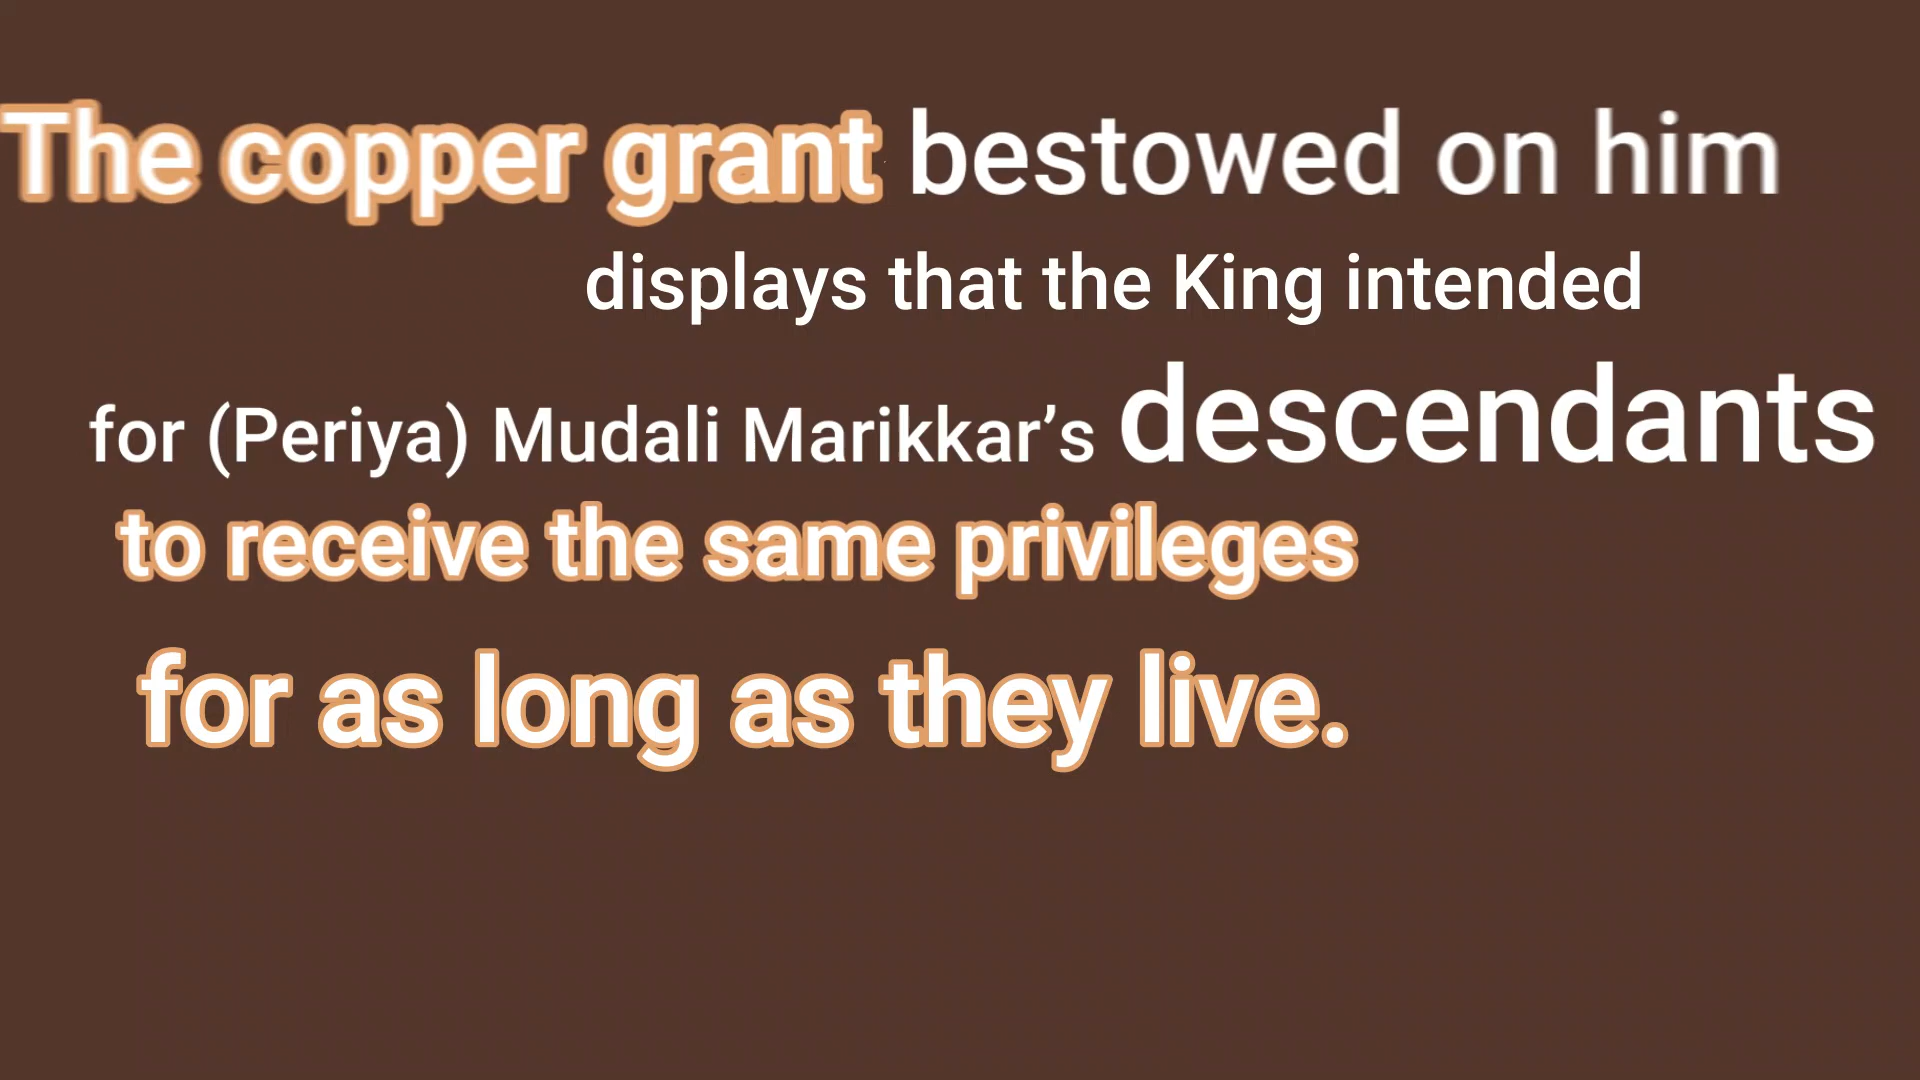 The copper grant bestowed on him
displays that the King intended
for (Periya) Mudali Marikkar’s descendants
to receive the same privileges
for as long as they live.